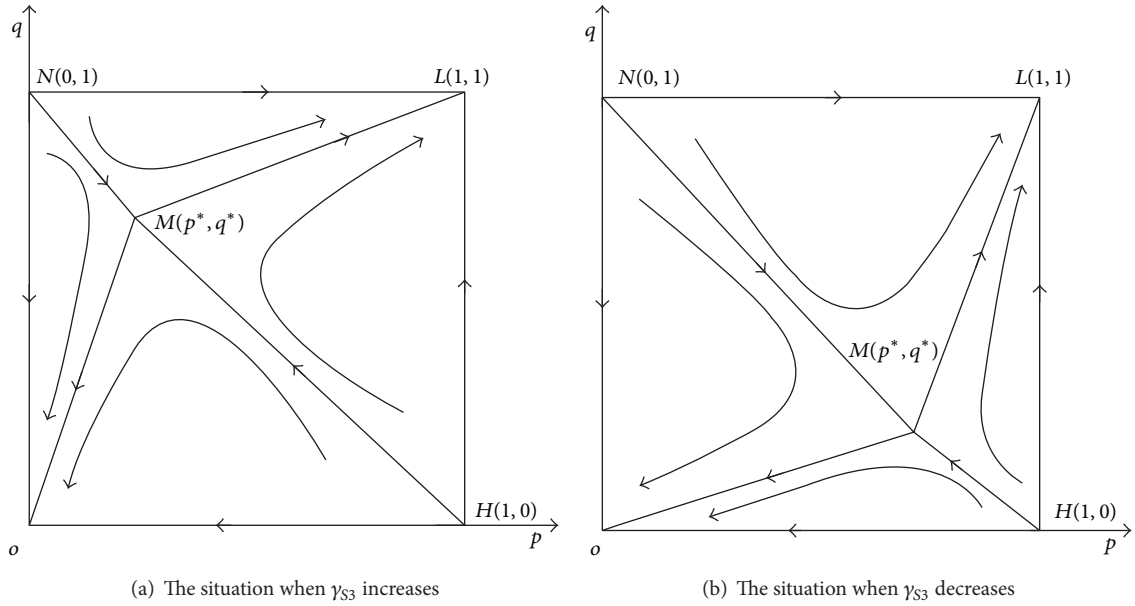 q
N(0, 1)
L(1, 1)
M(p*, q*)
H(1, 0)
o
p
(a) The situation when γS3 increases
q
N(0, 1)
L(1, 1)
M(p*, q*)
H(1, 0)
o
p
(b) The situation when γS3 decreases